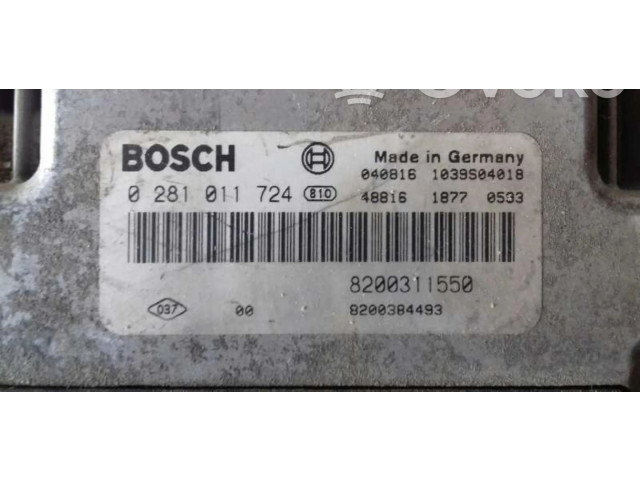 BOSCH Made in Germany
040816 1039S04018
0 281 011 724 810 48816 1877 0533
8200311550
037 00 8200384493